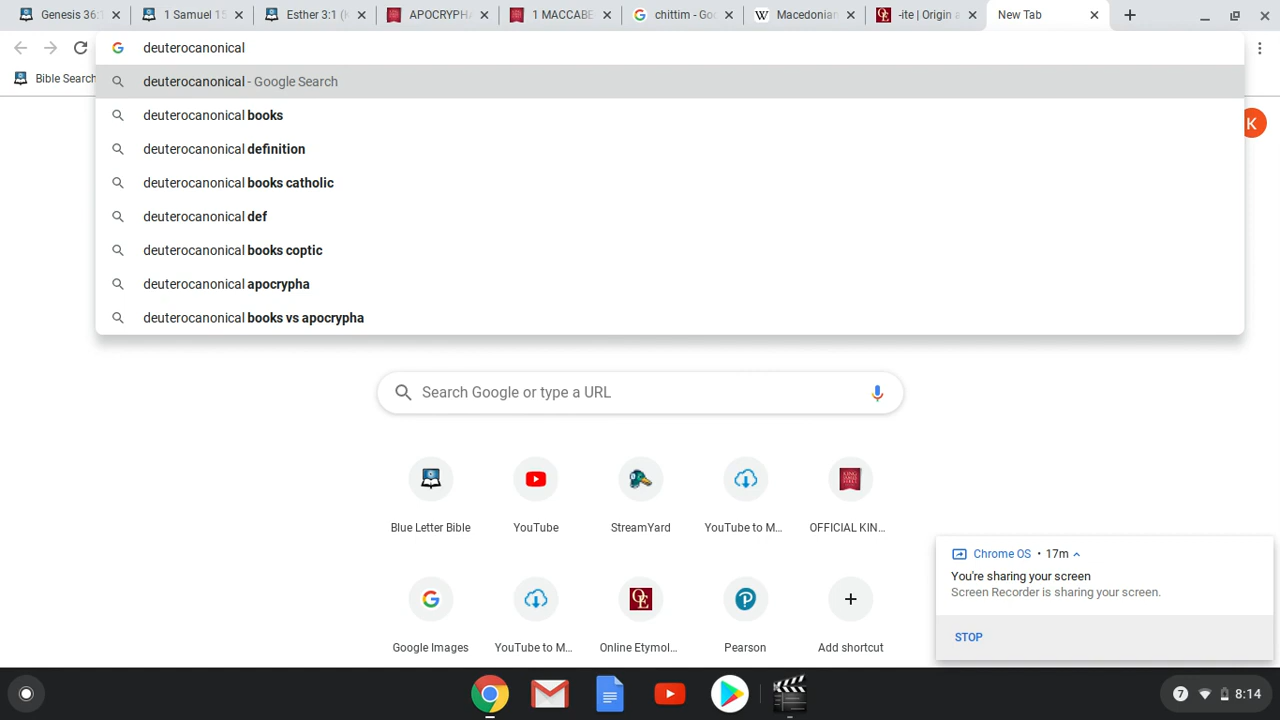 Genesis 36:1
1 Samuel 15
Esther 3:1 (K
APOCRYPHA
1 MACCABE
chittim - Goo
Macedonian
-ite | Origin a
New Tab
deuterocanonical
Bible Search
deuterocanonical - Google Search
deuterocanonical books
deuterocanonical definition
deuterocanonical books catholic
deuterocanonical def
deuterocanonical books coptic
deuterocanonical apocrypha
deuterocanonical books vs apocrypha
K
Search Google or type a URL
Blue Letter Bible
YouTube
StreamYard
YouTube to M...
OFFICIAL KIN...
Google Images
YouTube to M...
Online Etymol...
Pearson
Add shortcut
Chrome OS • 17m
You're sharing your screen
Screen Recorder is sharing your screen.
STOP
7
8:14